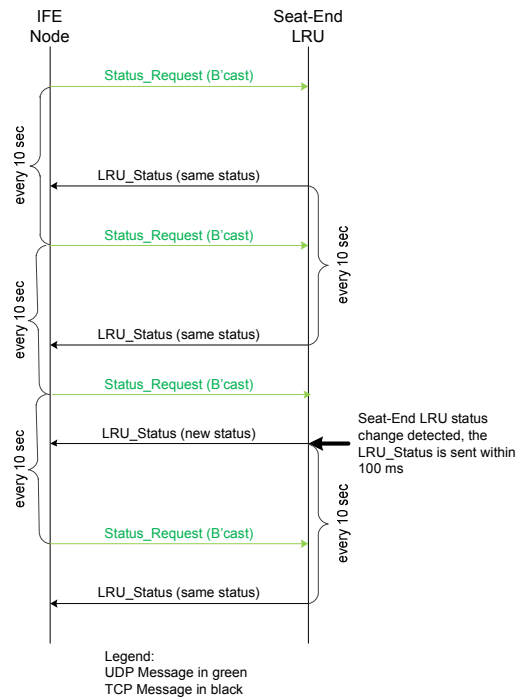 IFE
Node
Seat-End
LRU
Status_Request (B'cast)
every 10 sec
LRU_Status (same status)
Status_Request (B'cast)
every 10 sec
every 10 sec
LRU_Status (same status)
Status_Request (B'cast)
LRU_Status (new status)
Seat-End LRU status
change detected, the
LRU_Status is sent within
100 ms
every 10 sec
every 10 sec
Status_Request (B'cast)
LRU_Status (same status)
Legend:
UDP Message in green
TCP Message in black